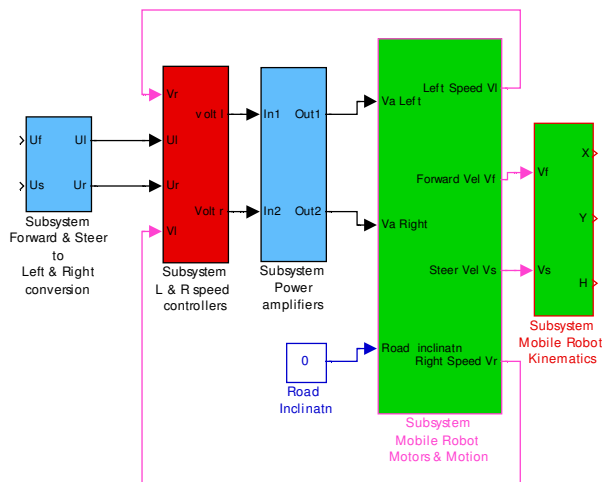 Uf
Us
Ul
Ur
Subsystem
Forward & Steer
to
Left & Right
conversion
Vr
Ul
Ur
Vl
volt l
Volt r
Subsystem
L & R speed
controllers
In1
In2
Out1
Out2
Subsystem
Power
amplifiers
0
Road
Inclinatn
Va Left
Va Right
Road inclinatn
Left Speed Vl
Forward Vel Vf
Steer Vel Vs
Right Speed Vr
Subsystem
Mobile Robot
Motors & Motion
Vf
Vs
X
Y
H
Subsystem
Mobile Robot
Kinematics